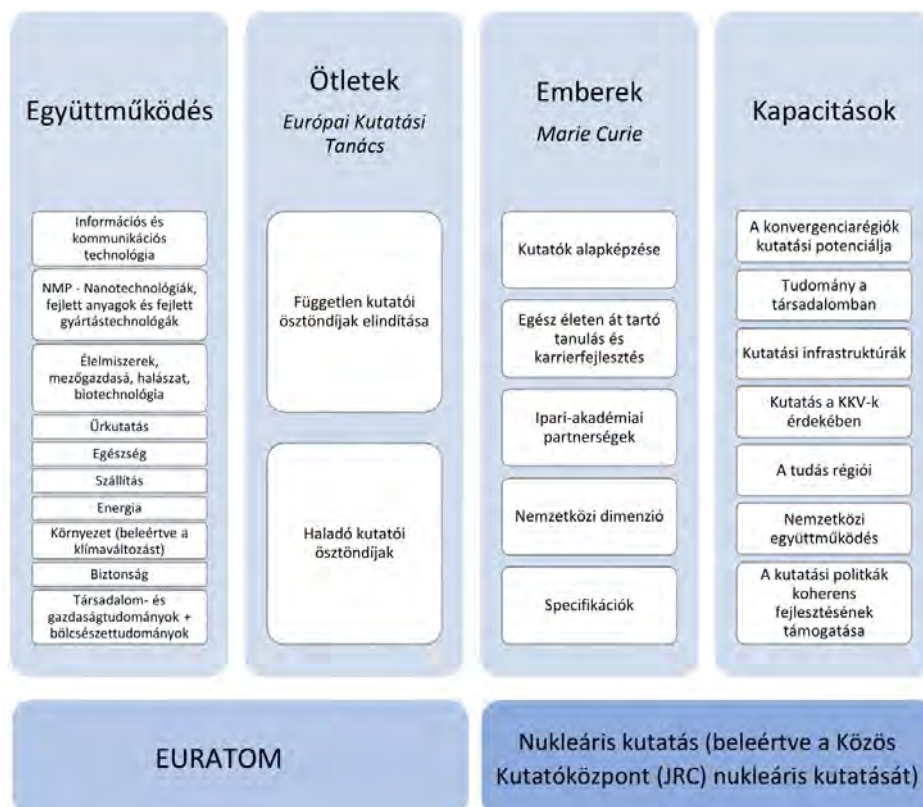 Együttműködés
Információs és
kommunikációs
technológia
NMP - Nanotechnológiák,
fejlett anyagok és fejlett
gyártástechnológák
Élelmiszerek,
mezőgazdasá, halászat,
biotechnológia
Űrkutatás
Egészség
Szállítás
Energia
Környezet (beleértve a
klímaváltozást)
Biztonság
Társadalom- és
gazdaságtudományok +
bölcsészettudományok
Ötletek
Európai Kutatási
Tanács
Független kutatói
ösztöndíjak elindítása
Haladó kutatói
ösztöndíjak
Emberek
Marie Curie
Kutatók alapképzése
Egész életen át tartó
tanulás és
karrierfejlesztés
Ipari-akadémiai
partnerségek
Nemzetközi dimenzió
Specifikációk
Kapacitások
A konvergenciarégiók
kutatási potenciálja
Tudomány a
társadalomban
Kutatási infrastruktúrák
Kutatás a KKV-k
érdekében
A tudás régiói
Nemzetközi
együttműködés
A kutatási politkák
koherens
fejlesztésének
támogatása
EURATOM
Nukleáris kutatás (beleértve a Közös
Kutatóközpont (JRC) nukleáris kutatását)